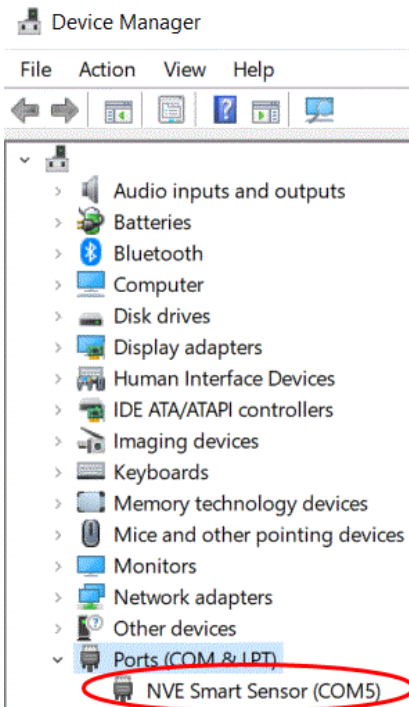 Device Manager
File Action View Help
Audio inputs and outputs
Batteries
Bluetooth
Computer
Disk drives
Display adapters
Human Interface Devices
IDE ATA/ATAPI controllers
Imaging devices
Keyboards
Memory technology devices
Mice and other pointing devices
Monitors
Network adapters
Other devices
Ports (COM & LPT)
NVE Smart Sensor (COM5)